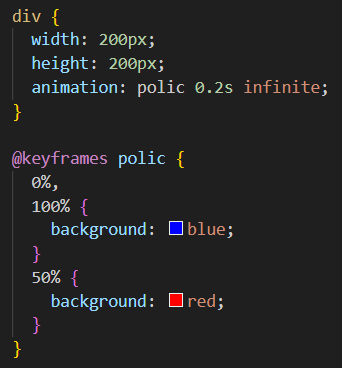 div {
  width: 200px;
  height: 200px;
  animation: polic 0.2s infinite;
}

@keyframes polic {
  0%,
  100% {
    background: blue;
  }
  50% {
    background: red;
  }
}